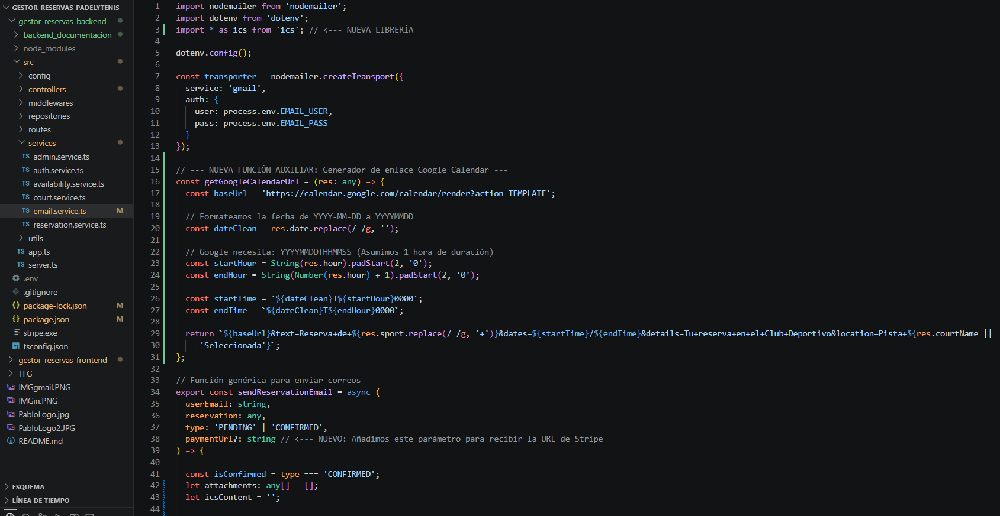 GESTOR_RESERVAS_PADELYTENIS
gestor_reservas_backend
backend_documentacion
node_modules
src
config
controllers
middlewares
repositories
routes
services
TS admin.service.ts
TS auth.service.ts
TS availability.service.ts
TS court.service.ts
TS email.service.ts M
TS reservation.service.ts
utils
TS app.ts
TS server.ts
.env
.gitignore
{} package-lock.json M
{} package.json M
stripe.exe
TS tsconfig.json
gestor_reservas_frontend
TFG
IMGgmail.PNG
IMGin.PNG
PabloLogo.jpg
PabloLogo2.JPG
README.md
ESQUEMA
LÍNEA DE TIEMPO
1 import nodemailer from 'nodemailer';
2 import dotenv from 'dotenv';
3 import * as ics from 'ics'; // <--- NUEVA LIBRERÍA
4
5 dotenv.config();
6
7 const transporter = nodemailer.createTransport({
8 service: 'gmail',
9 auth: {
10 user: process.env.EMAIL_USER,
11 pass: process.env.EMAIL_PASS
12 }
13 });
14
15 // --- NUEVA FUNCIÓN AUXILIAR: Generador de enlace Google Calendar ---
16 const getGoogleCalendarUrl = (res: any) => {
17 const baseUrl = 'https://calendar.google.com/calendar/render?action=TEMPLATE';
18
19 // Formateamos la fecha de YYYY-MM-DD a YYYYMMDD
20 const dateClean = res.date.replace(/-/g, '');
21
22 // Google necesita: YYYYMMDDTHHMMSS (Asumimos 1 hora de duración)
23 const startHour = String(res.hour).padStart(2, '0');
24 const endHour = String(Number(res.hour) + 1).padStart(2, '0');
25
26 const startTime = `${dateClean}T${startHour}0000`;
27 const endTime = `${dateClean}T${endHour}0000`;
28
29 return `${baseUrl}&text=Reserva+de+${res.sport.replace(/ /g, '+')}&dates=${startTime}/${endTime}&details=Tu+reserva+en+el+Club+Deportivo&location=Pista+${res.courtName ||
30 'Seleccionada'}`;
31 };
32
33 // Función genérica para enviar correos
34 export const sendReservationEmail = async (
35 userEmail: string,
36 reservation: any,
37 type: 'PENDING' | 'CONFIRMED',
38 paymentUrl?: string // <--- NUEVO: Añadimos este parámetro para recibir la URL de Stripe
39 ) => {
40
41 const isConfirmed = type === 'CONFIRMED';
42 let attachments: any[] = [];
43 let icsContent = '';
44